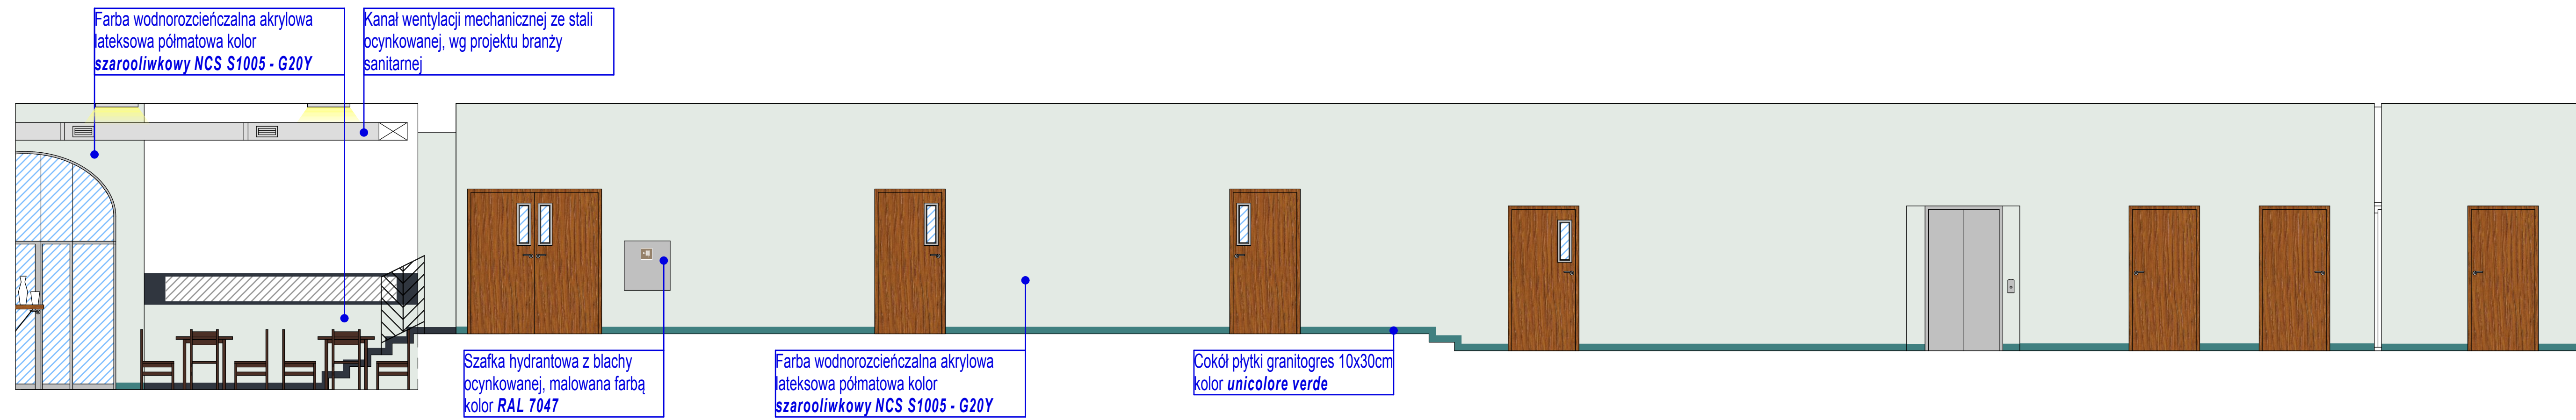 Farba wodnorozcieńczalna akrylowa
lateksowa półmatowa kolor
szarooliwkowy NCS S1005 - G20Y
Kanał wentylacji mechanicznej ze stali
ocynkowanej, wg projektu branży
sanitarnej
Szafka hydrantowa z blachy
ocynkowanej, malowana farbą
kolor RAL 7047
Farba wodnorozcieńczalna akrylowa
lateksowa półmatowa kolor
szarooliwkowy NCS S1005 - G20Y
Cokół płytki granitogres 10x30cm
kolor unicolore verde